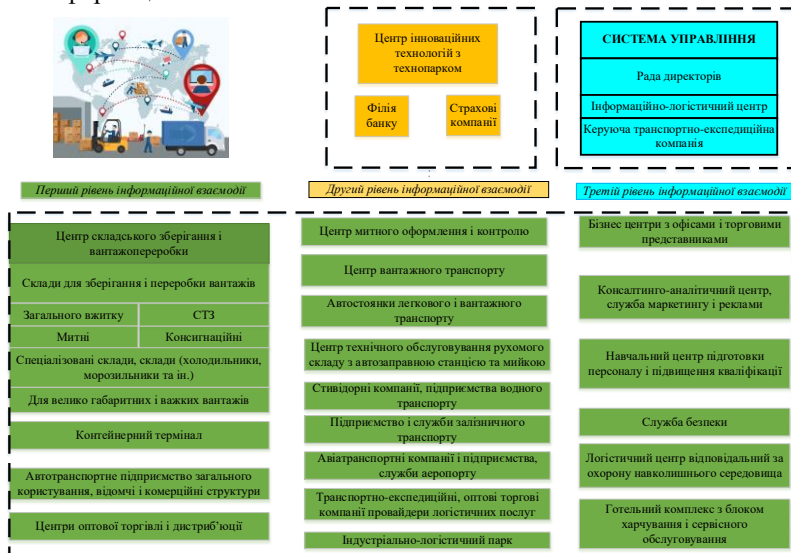 Центр інноваційних
технологій з
технопарком
Філія
банку
Страхові
компанії
СИСТЕМА УПРАВЛІННЯ
Рада директорів
Інформаційно-логістичний центр
Керуюча транспортно-експедиційна
компанія
Перший рівень інформаційної взаємодії
Другий рівень інформаційної взаємодії
Третій рівень інформаційної взаємодії
Центр складського зберігання і
вантажопереробки
Склади для зберігання і переробки вантажів
Загального вжитку
СТЗ
Митні
Консигнаційні
Спеціалізовані склади, склади (холодильники,
морозильники та ін.)
Для велико габаритних і важких вантажів
Контейнерний термінал
Автотранспортне підприємство загального
користування, відомчі і комерційні структури
Центри оптової торгівлі і дистриб’юції
Центр митного оформлення і контролю
Центр вантажного транспорту
Автостоянки легкового і вантажного
транспорту
Центр технічного обслуговування рухомого
складу з автозаправною станцією та мийкою
Стивідорні компанії, підприємства водного
транспорту
Підприємство і служби залізничного
транспорту
Авіатранспортні компанії і підприємства,
служби аеропорту
Транспортно-експедиційні, оптові торгові
компанії провайдери логістичних послуг
Індустріально-логістичний парк
Бізнес центри з офісами і торговими
представниками
Консалтинго-аналітичний центр,
служба маркетингу і реклами
Навчальний центр підготовки
персоналу і підвищення кваліфікації
Служба безпеки
Логістичний центр відповідальний за
охорону навколишнього середовища
Готельний комплекс з блоком
харчування і сервісного
обслуговування